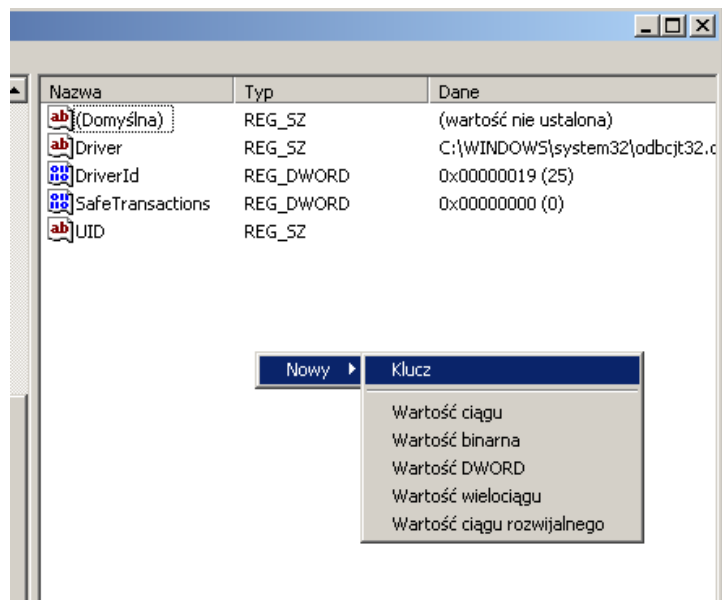 Nazwa Typ Dane
(Domyślna) REG_SZ (wartość nie ustalona)
Driver REG_SZ C:\WINDOWS\system32\odbcjt32.d
DriverId REG_DWORD 0x00000019 (25)
SafeTransactions REG_DWORD 0x00000000 (0)
UID REG_SZ
Nowy Klucz
Wartość ciągu
Wartość binarna
Wartość DWORD
Wartość wielociągu
Wartość ciągu rozwijalnego